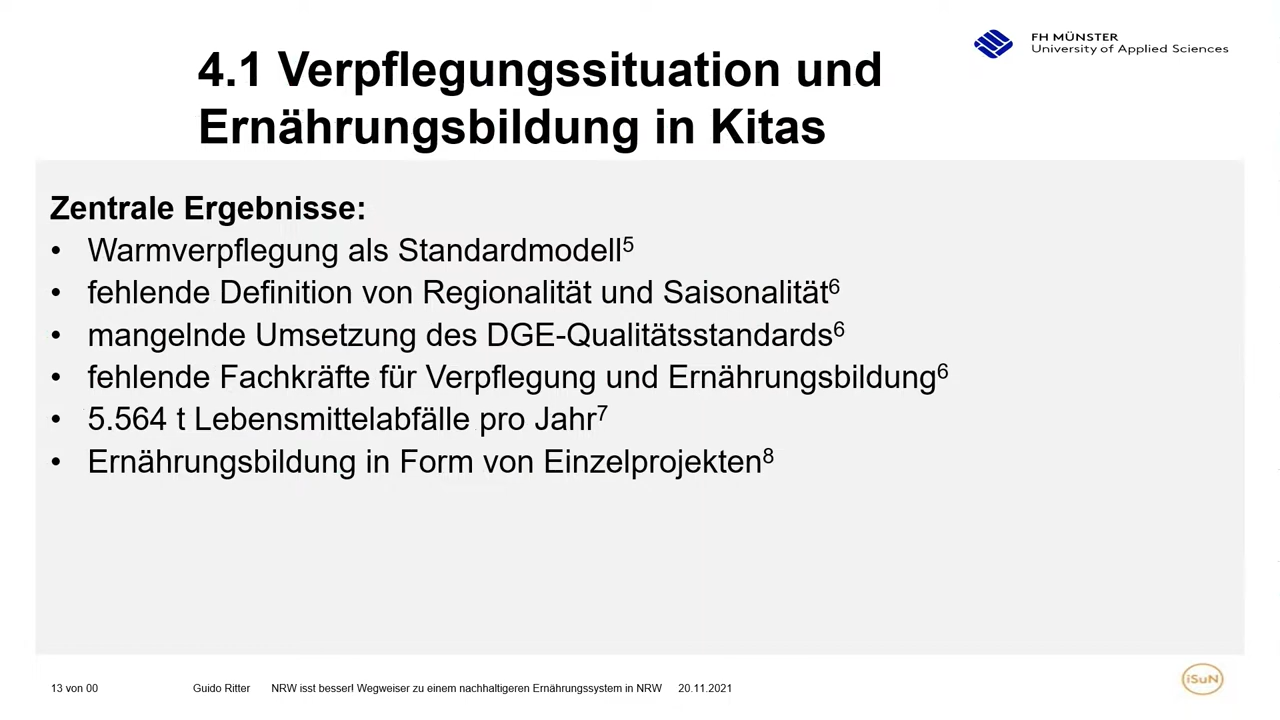 4.1 Verpflegungssituation und
Ernährungsbildung in Kitas
FH MÜNSTER
University of Applied Sciences
Zentrale Ergebnisse:
• Warmverpflegung als Standardmodell⁵
• fehlende Definition von Regionalität und Saisonalität⁶
• mangelnde Umsetzung des DGE-Qualitätsstandards⁶
• fehlende Fachkräfte für Verpflegung und Ernährungsbildung⁶
• 5.564 t Lebensmittelabfälle pro Jahr⁷
• Ernährungsbildung in Form von Einzelprojekten⁸
13 von 00 Guido Ritter NRW isst besser! Wegweiser zu einem nachhaltigeren Ernährungssystem in NRW 20.11.2021
iSuN